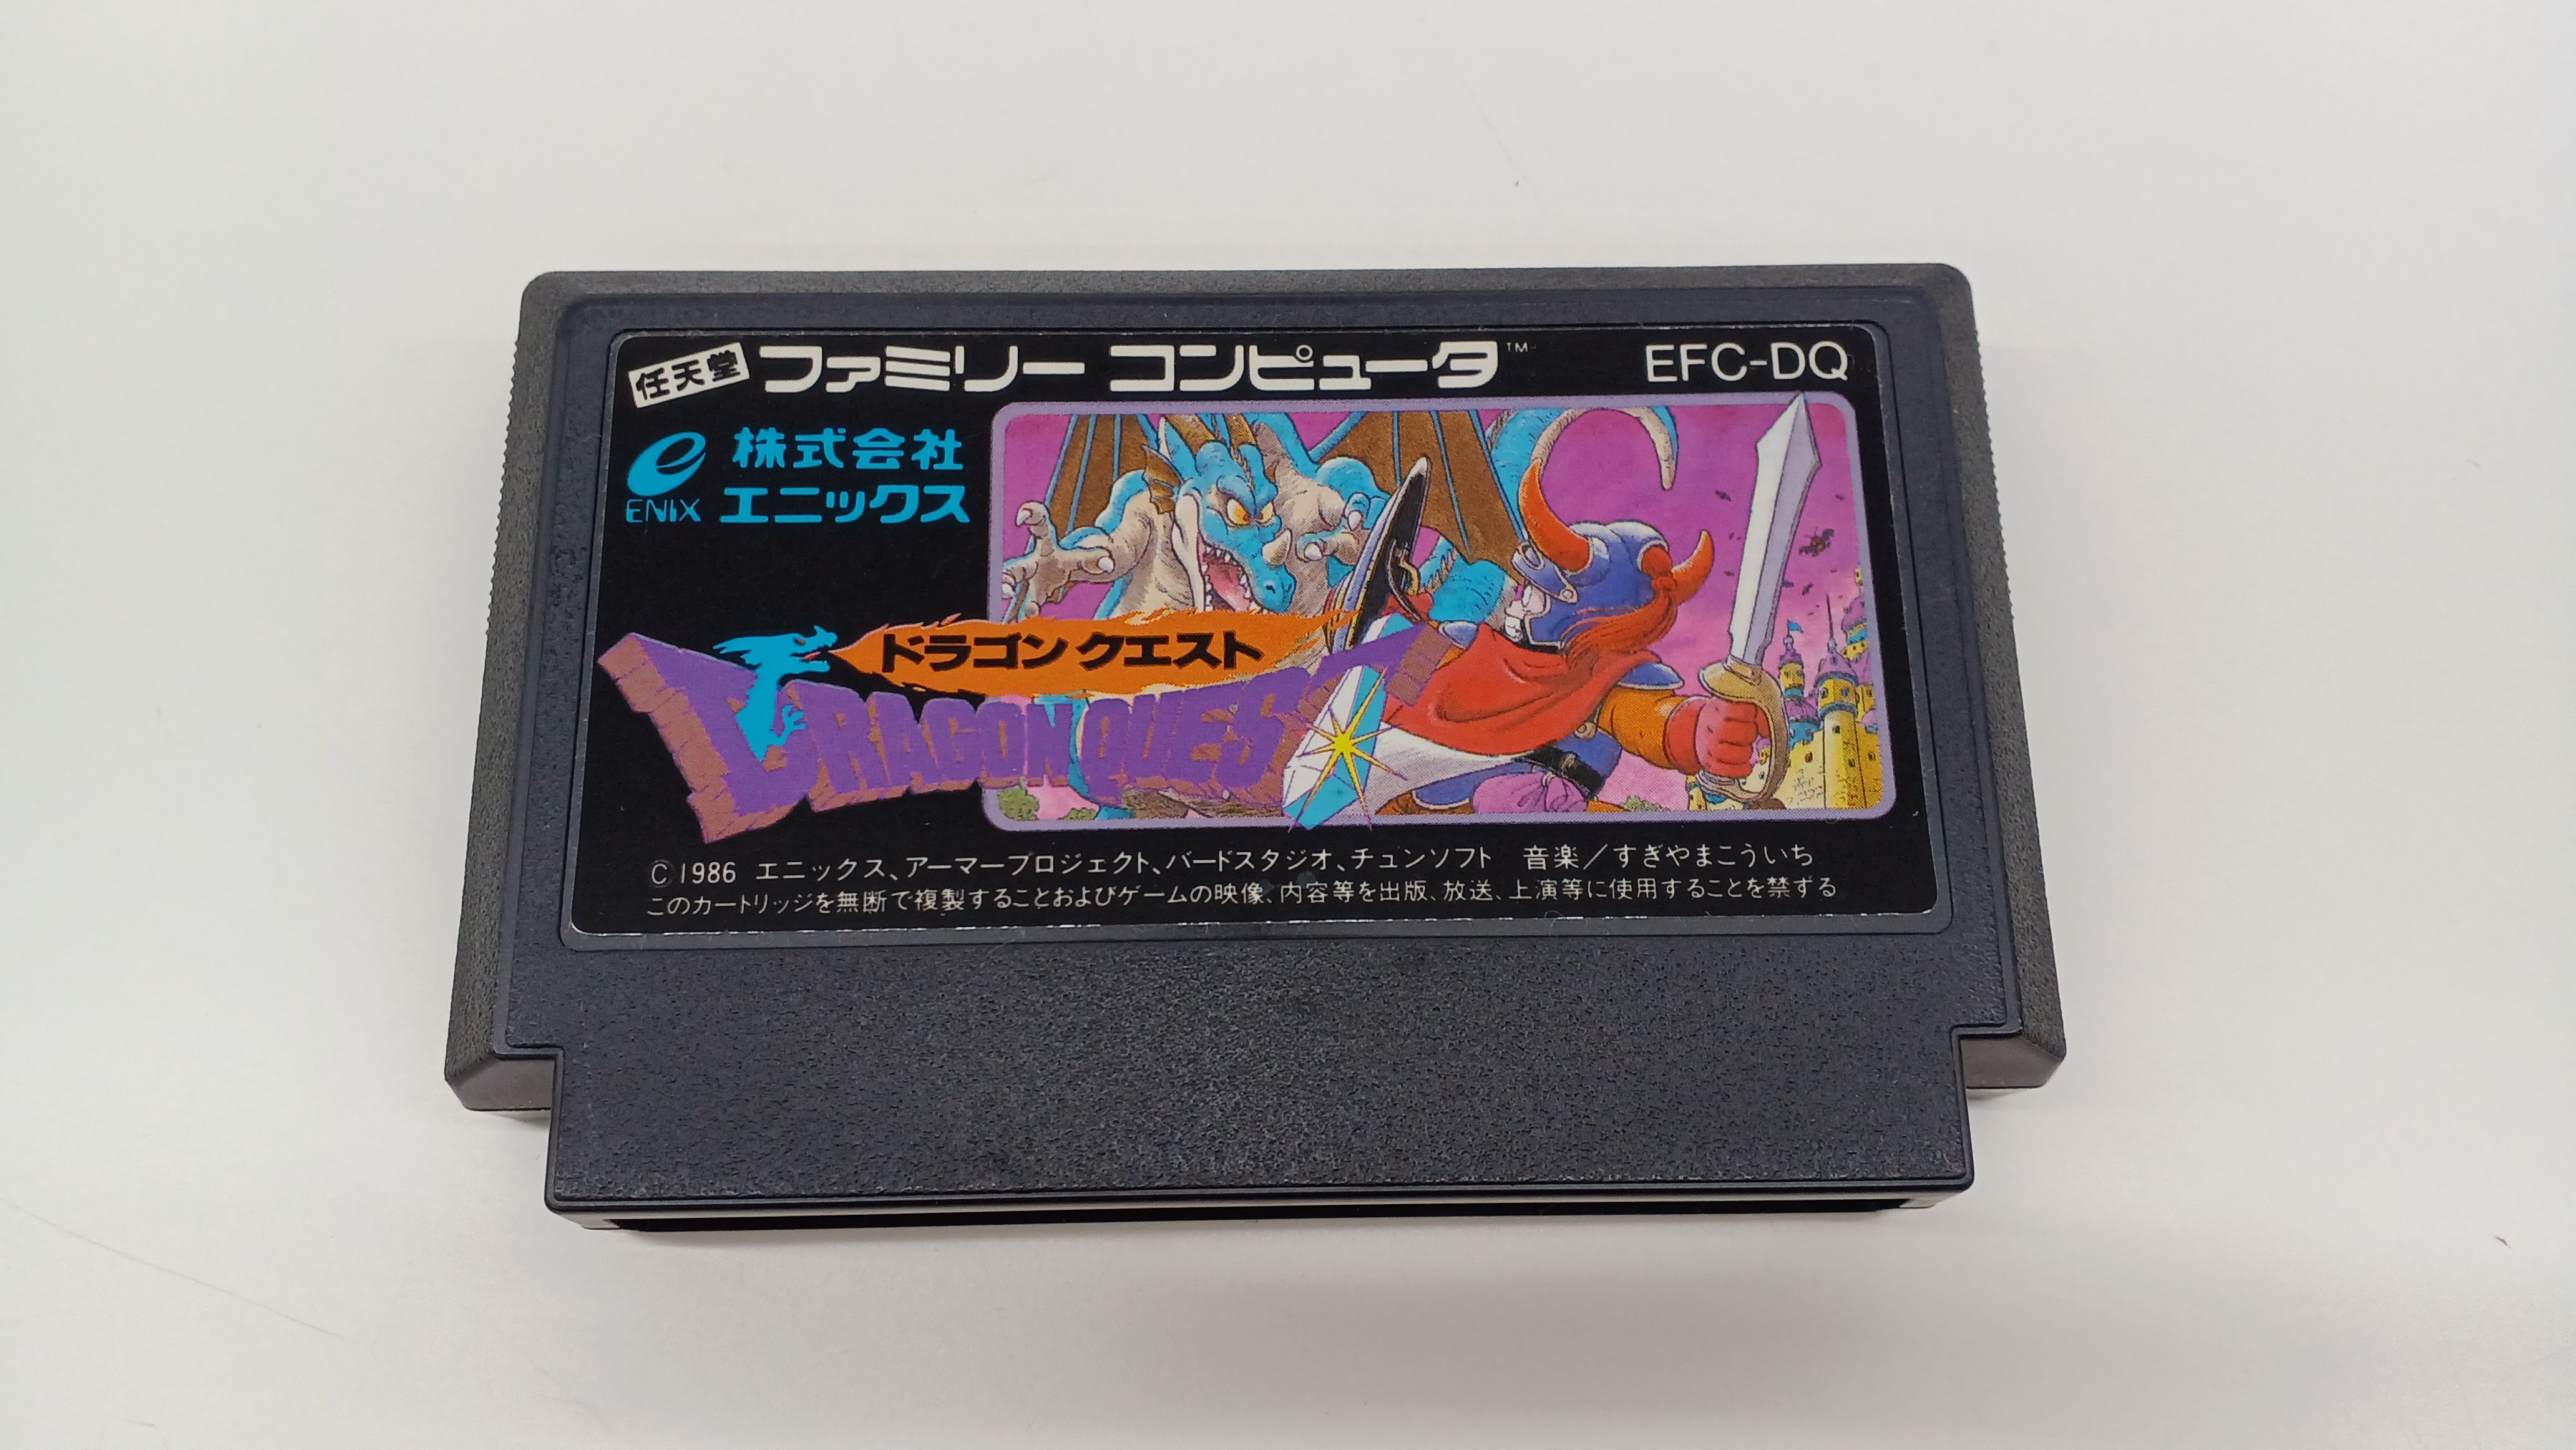 任天堂 ファミリー コンピュータ™ EFC-DQ
e 株式会社
ENIX エニックス
ドラゴンクエスト
DRAGON QUEST
©1986 エニックス、アーマープロジェクト、バードスタジオ、チュンソフト 音楽/すぎやまこういち
このカートリッジを無断で複製することおよびゲームの映像、内容等を出版、放送、上演等に使用することを禁ずる